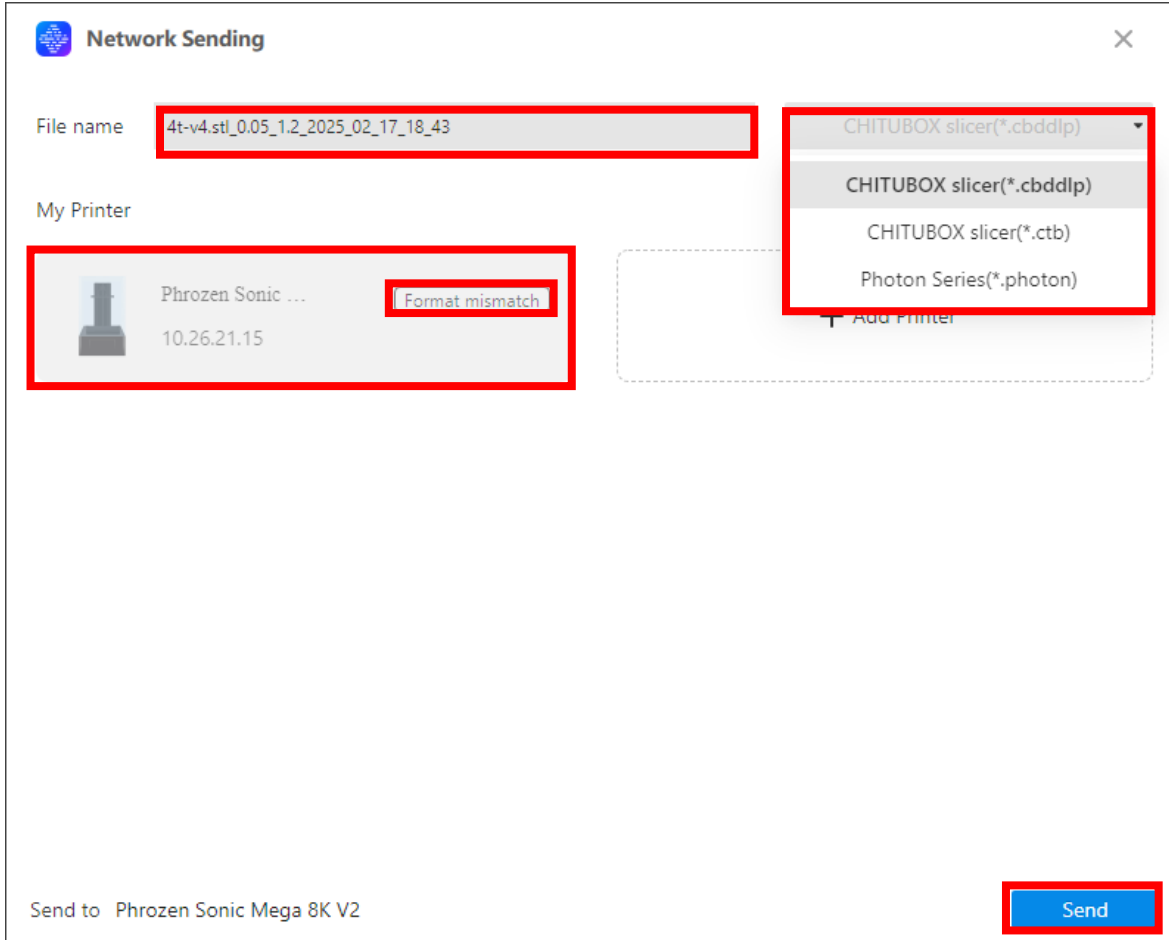 Network Sending
File name
4t-v4.stl_0.05_1.2_2025_02_17_18_43
CHITUBOX slicer(*.cbddlp)
CHITUBOX slicer(*.cbddlp)
CHITUBOX slicer(*.ctb)
Photon Series(*.photon)
My Printer
Phrozen Sonic ...
Format mismatch
10.26.21.15
+ Add Printer
Send to Phrozen Sonic Mega 8K V2
Send